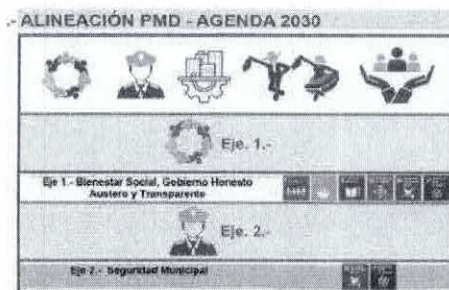 .- ALINEACIÓN PMD - AGENDA 2030
Eje. 1.-
Eje 1.- Bienestar Social, Gobierno Honesto
Austero y Transparente
Eje. 2.-
Eje 2.- Seguridad Municipal